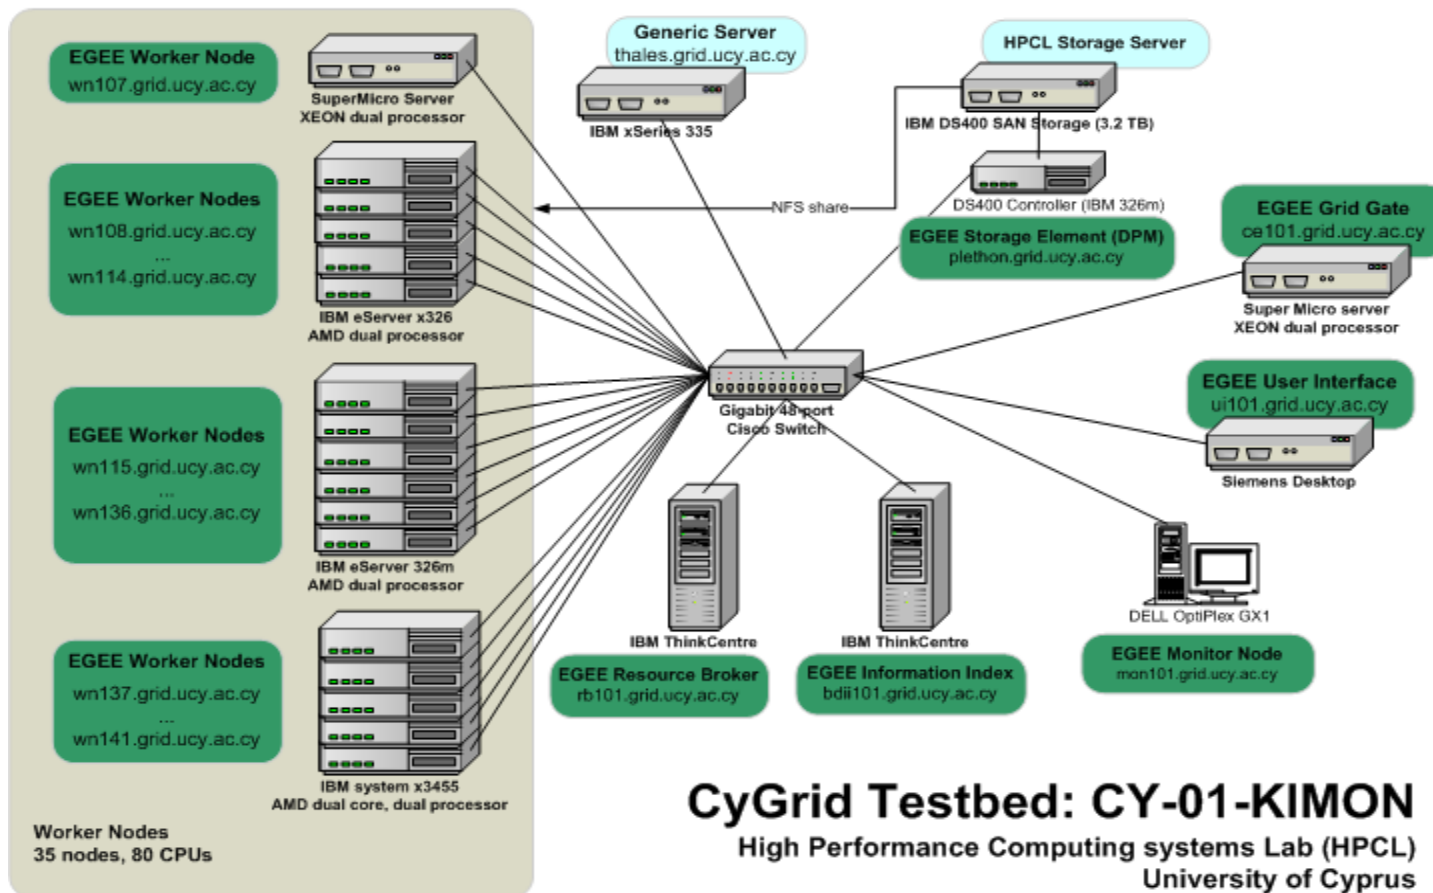 EGEE Worker Node
wn107.grid.ucy.ac.cy
SuperMicro Server
XEON dual processor
EGEE Worker Nodes
wn108.grid.ucy.ac.cy
...
wn114.grid.ucy.ac.cy
IBM eServer x326
AMD dual processor
EGEE Worker Nodes
wn115.grid.ucy.ac.cy
...
wn136.grid.ucy.ac.cy
IBM eServer 326m
AMD dual processor
EGEE Worker Nodes
wn137.grid.ucy.ac.cy
...
wn141.grid.ucy.ac.cy
IBM system x3455
AMD dual core, dual processor
Worker Nodes
35 nodes, 80 CPUs
Generic Server
thales.grid.ucy.ac.cy
IBM xSeries 335
HPCL Storage Server
IBM DS400 SAN Storage (3.2 TB)
NFS share
DS400 Controller (IBM 326m)
EGEE Storage Element (DPM)
plethon.grid.ucy.ac.cy
EGEE Grid Gate
ce101.grid.ucy.ac.cy
Super Micro server
XEON dual processor
Gigabit 48-port
Cisco Switch
EGEE User Interface
ui101.grid.ucy.ac.cy
Siemens Desktop
IBM ThinkCentre
EGEE Resource Broker
rb101.grid.ucy.ac.cy
IBM ThinkCentre
EGEE Information Index
bdii101.grid.ucy.ac.cy
DELL OptiPlex GX1
EGEE Monitor Node
mon101.grid.ucy.ac.cy
CyGrid Testbed: CY-01-KIMON
High Performance Computing systems Lab (HPCL)
University of Cyprus